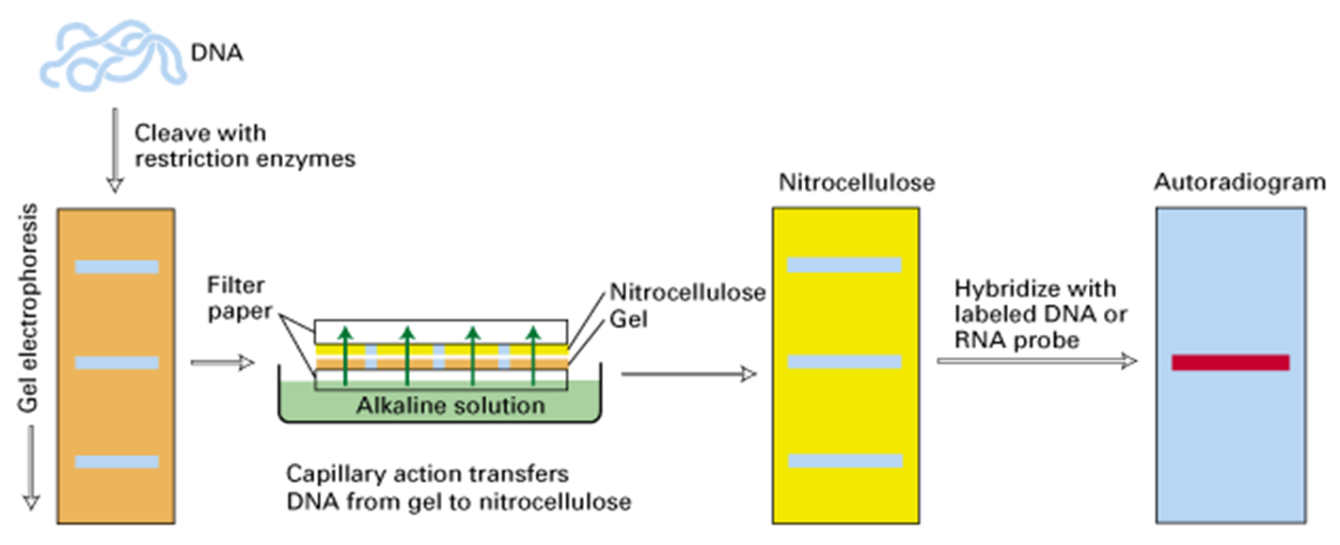 DNA
Cleave with
restriction enzymes
Gel electrophoresis
Filter
paper
Nitrocellulose
Gel
Alkaline solution
Capillary action transfers
DNA from gel to nitrocellulose
Nitrocellulose
Hybridize with
labeled DNA or
RNA probe
Autoradiogram